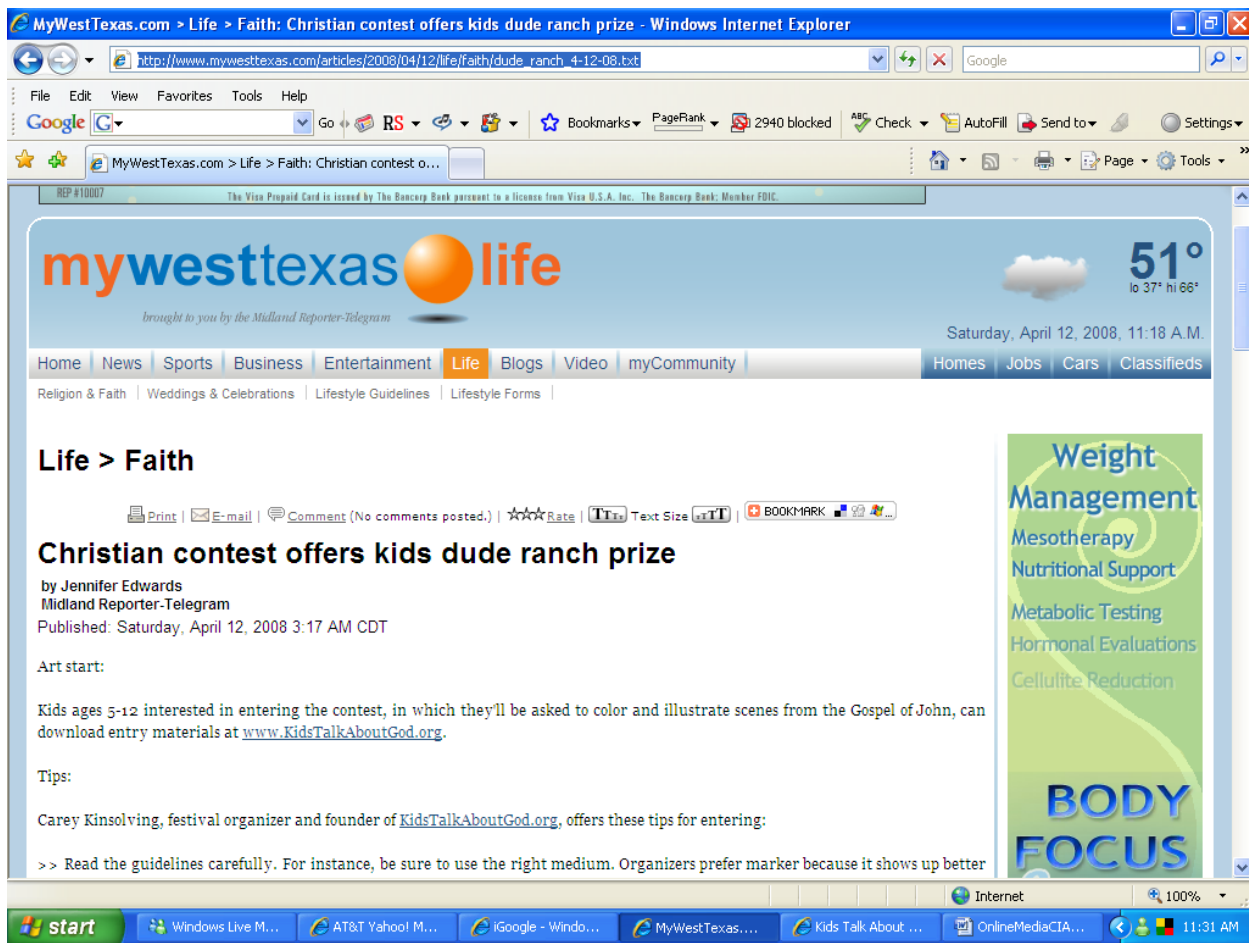 MyWestTexas.com > Life > Faith: Christian contest offers kids dude ranch prize - Windows Internet Explorer
http://www.mywesttexas.com/articles/2008/04/12/life/faith/dude_ranch_4-12-08.txt
Google
File Edit View Favorites Tools Help
Google G Go RS Bookmarks PageRank 2940 blocked ABC Check AutoFill Send to Settings
MyWestTexas.com > Life > Faith: Christian contest o... Page Tools »
REP #10007 The Visa Prepaid Card is issued by The Bancorp Bank pursuant to a license from Visa U.S.A. Inc. The Bancorp Bank; Member FDIC.
mywesttexas life
51°
lo 37° hi 66°
brought to you by the Midland Reporter-Telegram
Saturday, April 12, 2008, 11:18 A.M.
Home News Sports Business Entertainment Life Blogs Video myCommunity Homes Jobs Cars Classifieds
Religion & Faith Weddings & Celebrations Lifestyle Guidelines Lifestyle Forms
Life > Faith
Print | E-mail | Comment (No comments posted.) | Rate | Text Size | BOOKMARK
Christian contest offers kids dude ranch prize
by Jennifer Edwards
Midland Reporter-Telegram
Published: Saturday, April 12, 2008 3:17 AM CDT
Art start:
Kids ages 5-12 interested in entering the contest, in which they'll be asked to color and illustrate scenes from the Gospel of John, can
download entry materials at www.KidsTalkAboutGod.org.
Tips:
Carey Kinsolving, festival organizer and founder of KidsTalkAboutGod.org, offers these tips for entering:
>> Read the guidelines carefully. For instance, be sure to use the right medium. Organizers prefer marker because it shows up better
Weight
Management
Mesotherapy
Nutritional Support
Metabolic Testing
Hormonal Evaluations
Cellulite Reduction
BODY
FOCUS
Internet 100%
start Windows Live M... AT&T Yahoo! M... iGoogle - Windo... MyWestTexas.... Kids Talk About ... OnlineMediaCIA... 11:31 AM